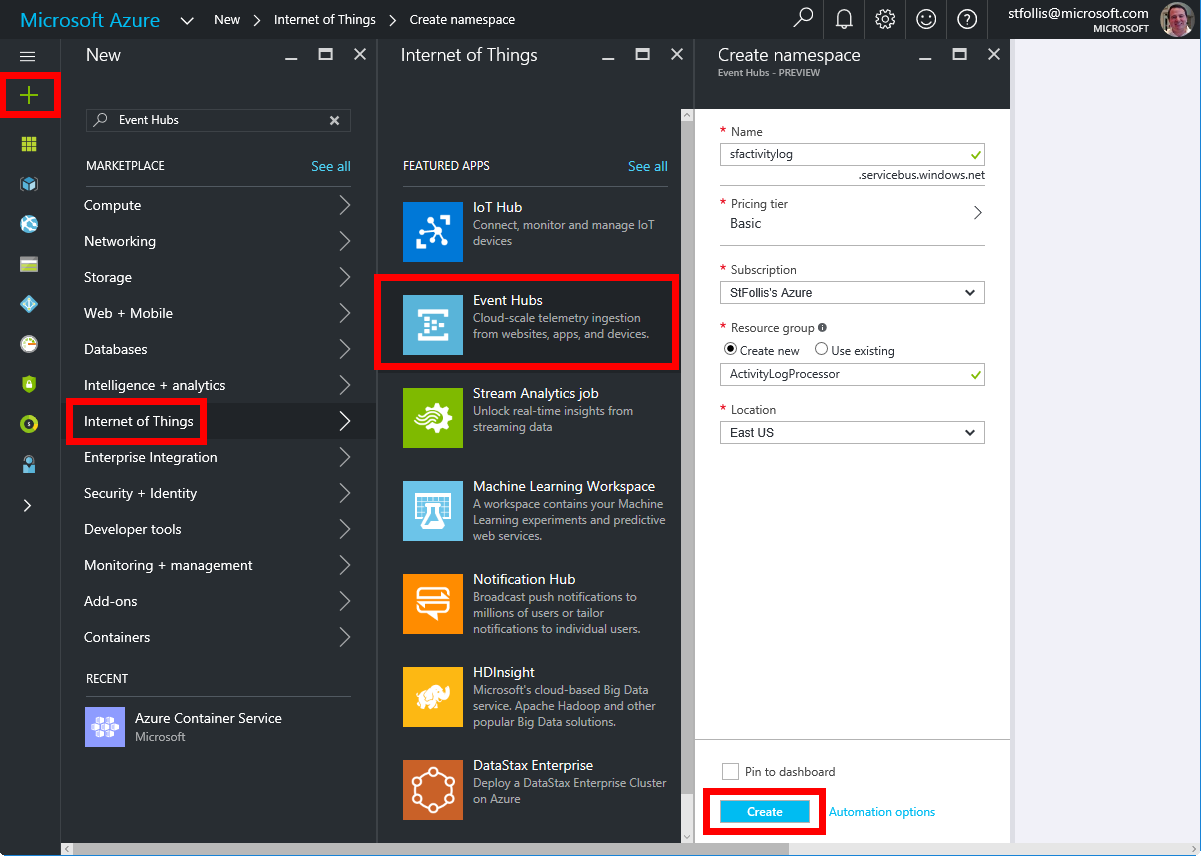 Microsoft Azure New > Internet of Things > Create namespace
stfollis@microsoft.com
MICROSOFT
New
Event Hubs
MARKETPLACE See all
Compute
Networking
Storage
Web + Mobile
Databases
Intelligence + analytics
Internet of Things
Enterprise Integration
Security + Identity
Developer tools
Monitoring + management
Add-ons
Containers
RECENT
Azure Container Service
Microsoft
Internet of Things
FEATURED APPS See all
IoT Hub
Connect, monitor and manage IoT
devices
Event Hubs
Cloud-scale telemetry ingestion
from websites, apps, and devices.
Stream Analytics job
Unlock real-time insights from
streaming data
Machine Learning Workspace
A workspace contains your Machine
Learning experiments and predictive
web services.
Notification Hub
Broadcast push notifications to
millions of users or tailor
notifications to individual users.
HDInsight
Microsoft's cloud-based Big Data
service. Apache Hadoop and other
popular Big Data solutions.
DataStax Enterprise
Deploy a DataStax Enterprise Cluster
on Azure
Create namespace
Event Hubs - PREVIEW
* Name
sfactivitylog
.servicebus.windows.net
* Pricing tier
Basic
* Subscription
StFollis's Azure
* Resource group
Create new Use existing
ActivityLogProcessor
* Location
East US
Pin to dashboard
Create Automation options